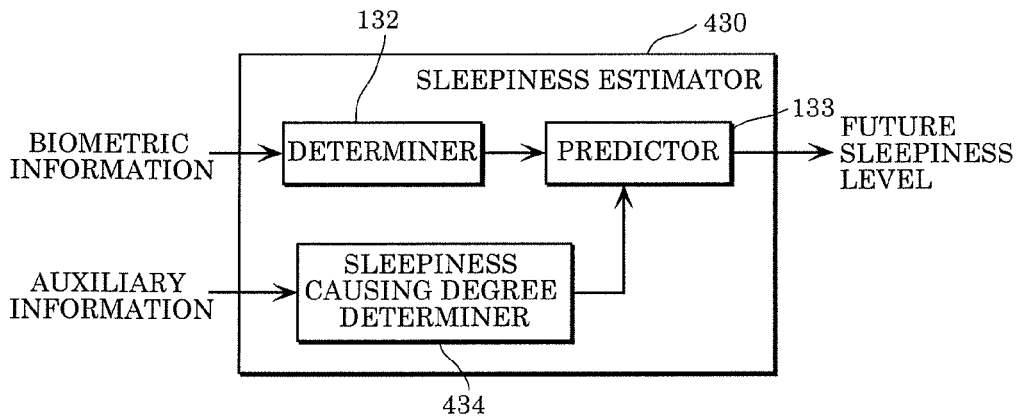 132
430
SLEEPINESS ESTIMATOR
133
BIOMETRIC
INFORMATION
DETERMINER
PREDICTOR
FUTURE
SLEEPINESS
LEVEL
AUXILIARY
INFORMATION
SLEEPINESS
CAUSING DEGREE
DETERMINER
434